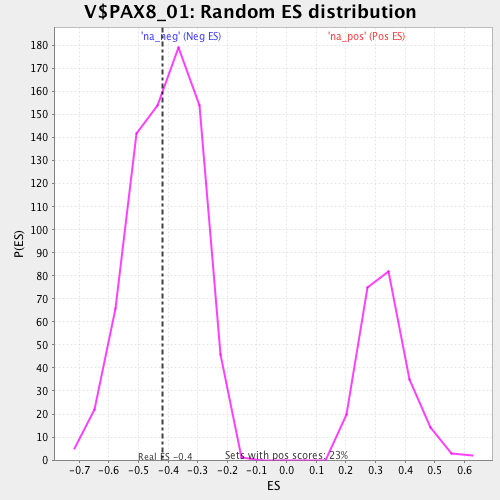 V$PAX8_01: Random ES distribution
'na_neg' (Neg ES)
'na_pos' (Pos ES)
180
170
160
150
140
130
120
110
100
90
80
70
60
50
40
30
20
10
0
P(ES)
Real ES -0.4
Sets with pos scores: 23%
-0.7 -0.6 -0.5 -0.4 -0.3 -0.2 -0.1 0.0 0.1 0.2 0.3 0.4 0.5 0.6
ES